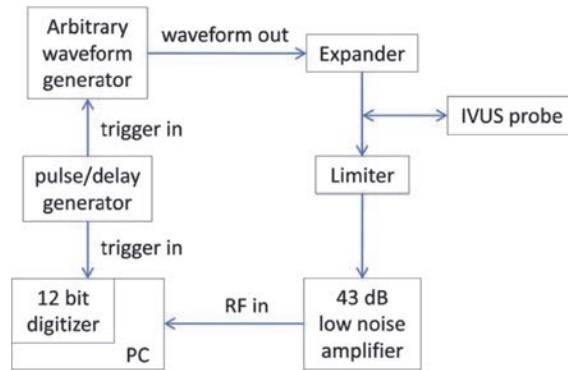 Arbitrary
waveform
generator
waveform out
Expander
IVUS probe
trigger in
pulse/delay
generator
Limiter
trigger in
12 bit
digitizer
PC
RF in
43 dB
low noise
amplifier